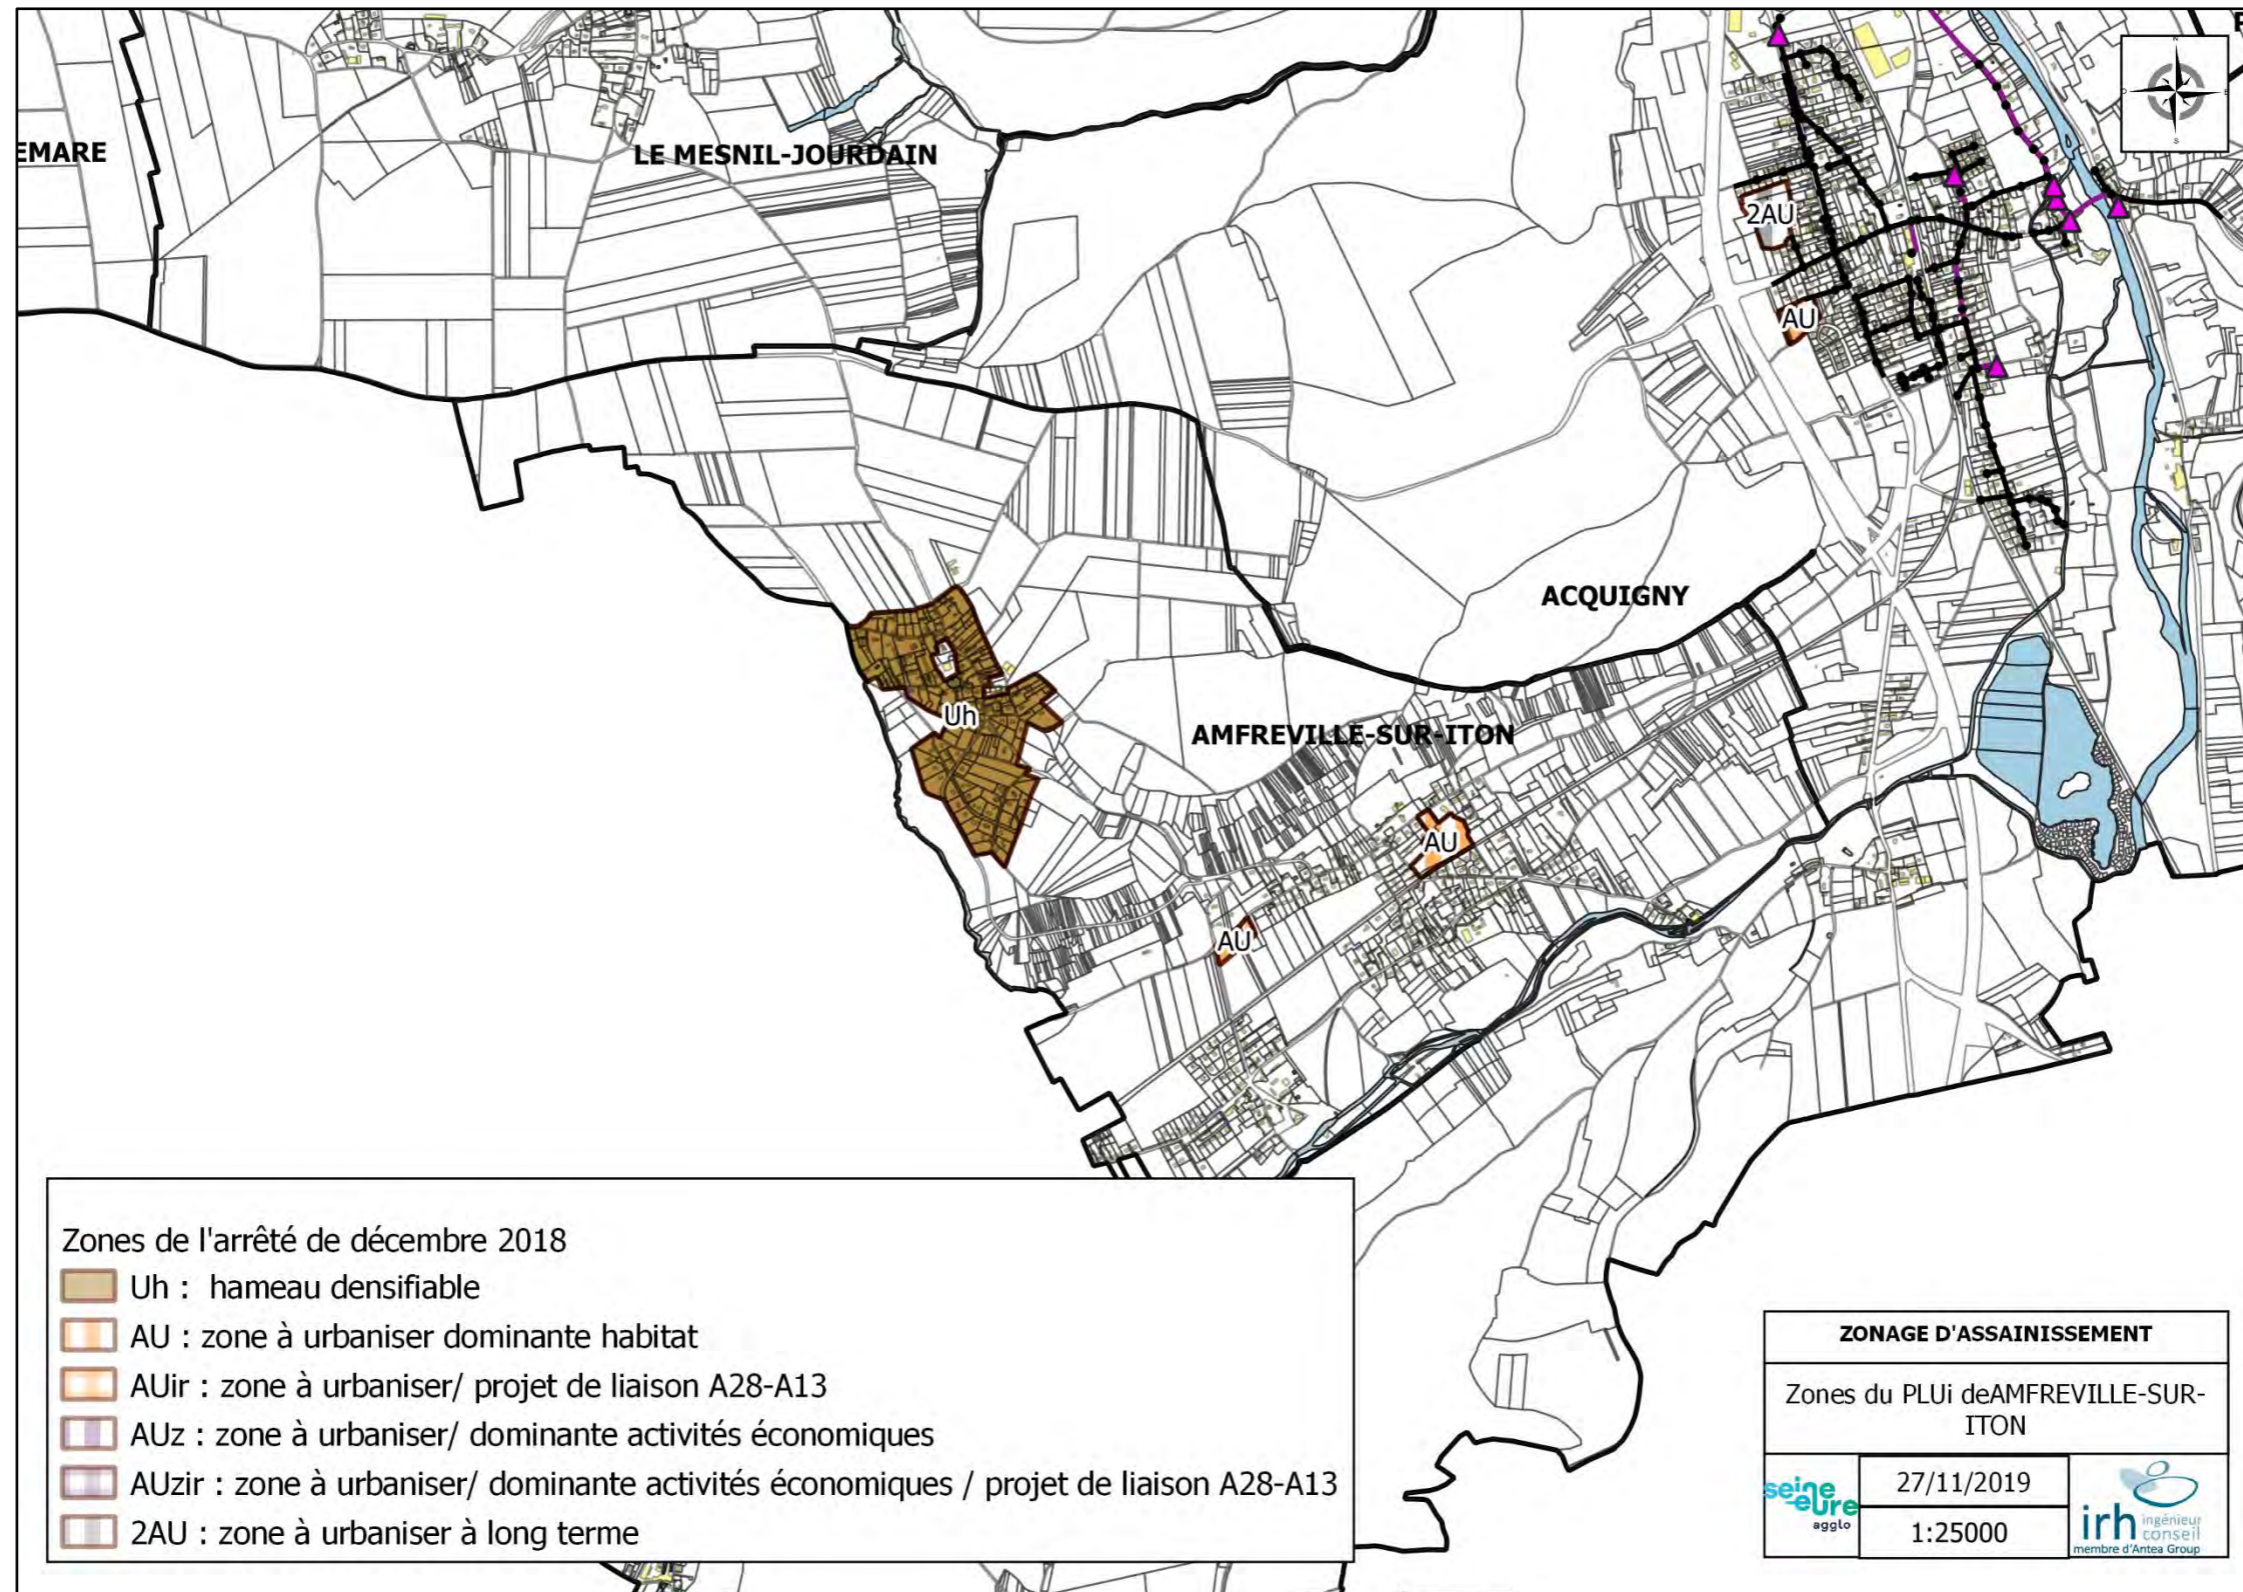 EMARE
LE MESNIL-JOURDAIN
N
O
E
S
2AU
AU
ACQUIGNY
Uh
AMFREVILLE-SUR-ITON
AU
AU
Zones de l'arrêté de décembre 2018
Uh : hameau densifiable
AU : zone à urbaniser dominante habitat
AUir : zone à urbaniser/ projet de liaison A28-A13
AUz : zone à urbaniser/ dominante activités économiques
AUzir : zone à urbaniser/ dominante activités économiques / projet de liaison A28-A13
2AU : zone à urbaniser à long terme
ZONAGE D'ASSAINISSEMENT
Zones du PLUi deAMFREVILLE-SUR-
ITON
seine
eure
agglo
27/11/2019
1:25000
irh ingénieur
conseil
membre d'Antea Group